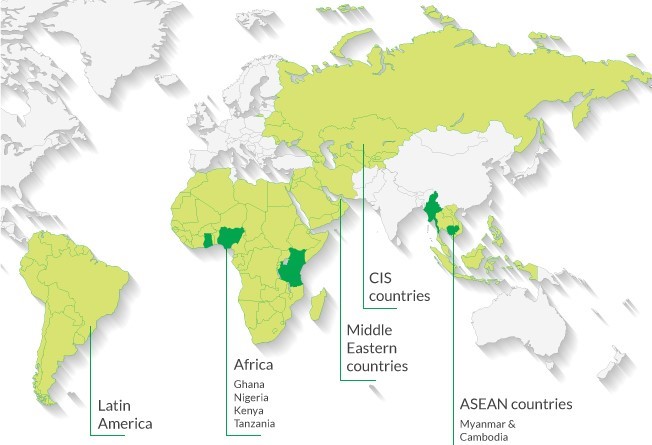 Latin
America
Africa
Ghana
Nigeria
Kenya
Tanzania
Middle
Eastern
countries
CIS
countries
ASEAN countries
Myanmar &
Cambodia